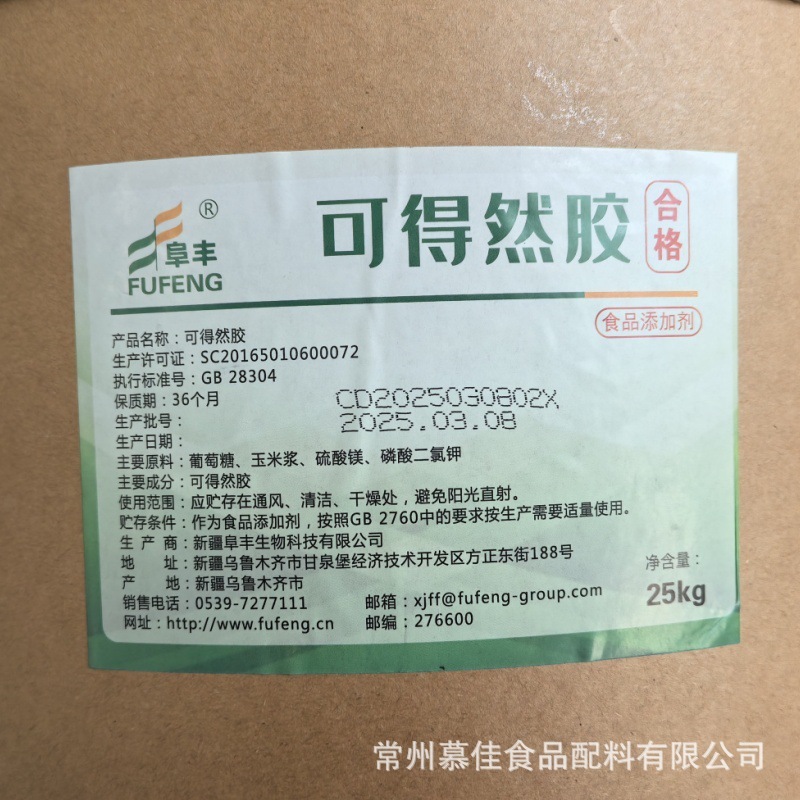 阜丰®
FUFENG
可得然胶
合格
食品添加剂
产品名称：可得然胶
生产许可证：SC20165010600072
执行标准号：GB 28304
保质期：36个月
生产批号：CD2025030802X
生产日期：2025.03.08
主要原料：葡萄糖、玉米浆、硫酸镁、磷酸二氯钾
主要成分：可得然胶
使用范围：应贮存在通风、清洁、干燥处，避免阳光直射。
贮存条件：作为食品添加剂，按照GB 2760中的要求按生产需要适量使用。
生 产 商：新疆阜丰生物科技有限公司
地 址：新疆乌鲁木齐市甘泉堡经济技术开发区方正东街188号
产 地：新疆乌鲁木齐市
销售电话：0539-7277111 邮箱：xjff@fufeng-group.com
网址：http://www.fufeng.cn 邮编：276600
净含量：
25kg
常州慕佳食品配料有限公司